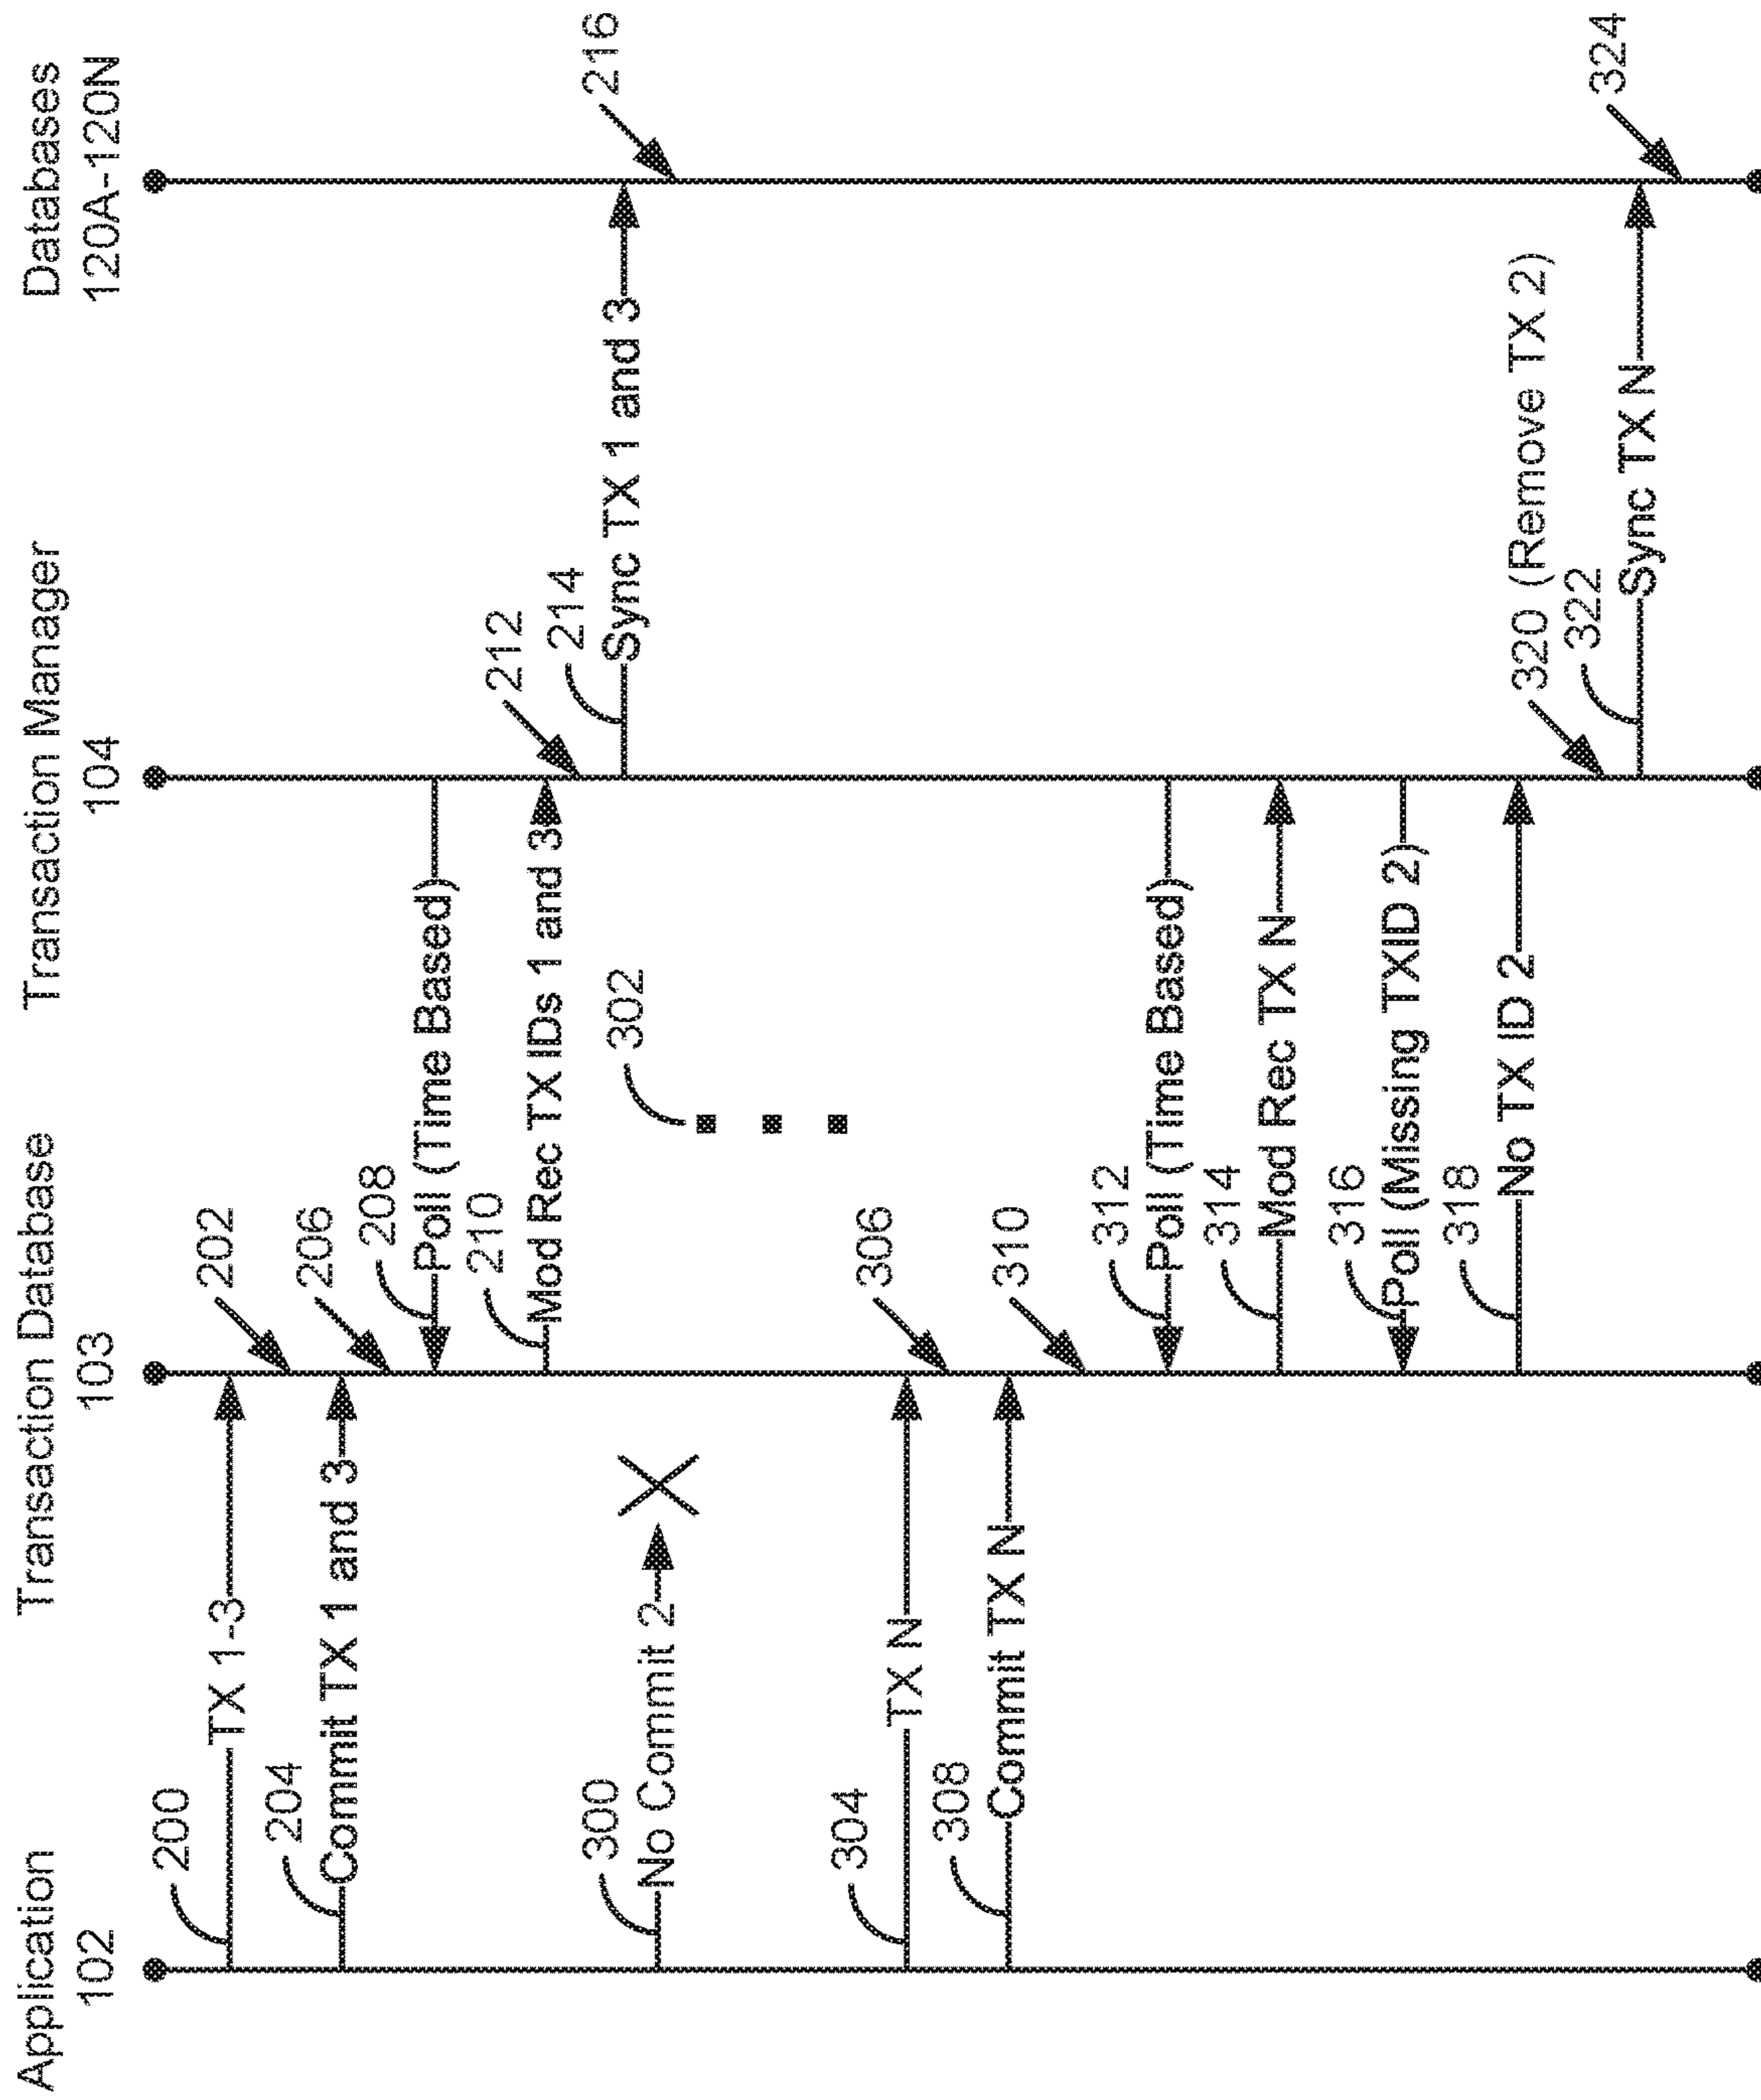 Application
102
Transaction Database
103
Transaction Manager
104
Databases
120A-120N
200
TX 1-3
202
204
Commit TX 1 and 3
206
208
Poll (Time Based)
210
Mod Rec TX IDs 1 and 3
212
214
Sync TX 1 and 3
216
300
No Commit 2
302
304
TX N
306
308
Commit TX N
310
312
Poll (Time Based)
314
Mod Rec TX N
316
Poll (Missing TXID 2)
318
No TX ID 2
320 (Remove TX 2)
322
Sync TX N
324